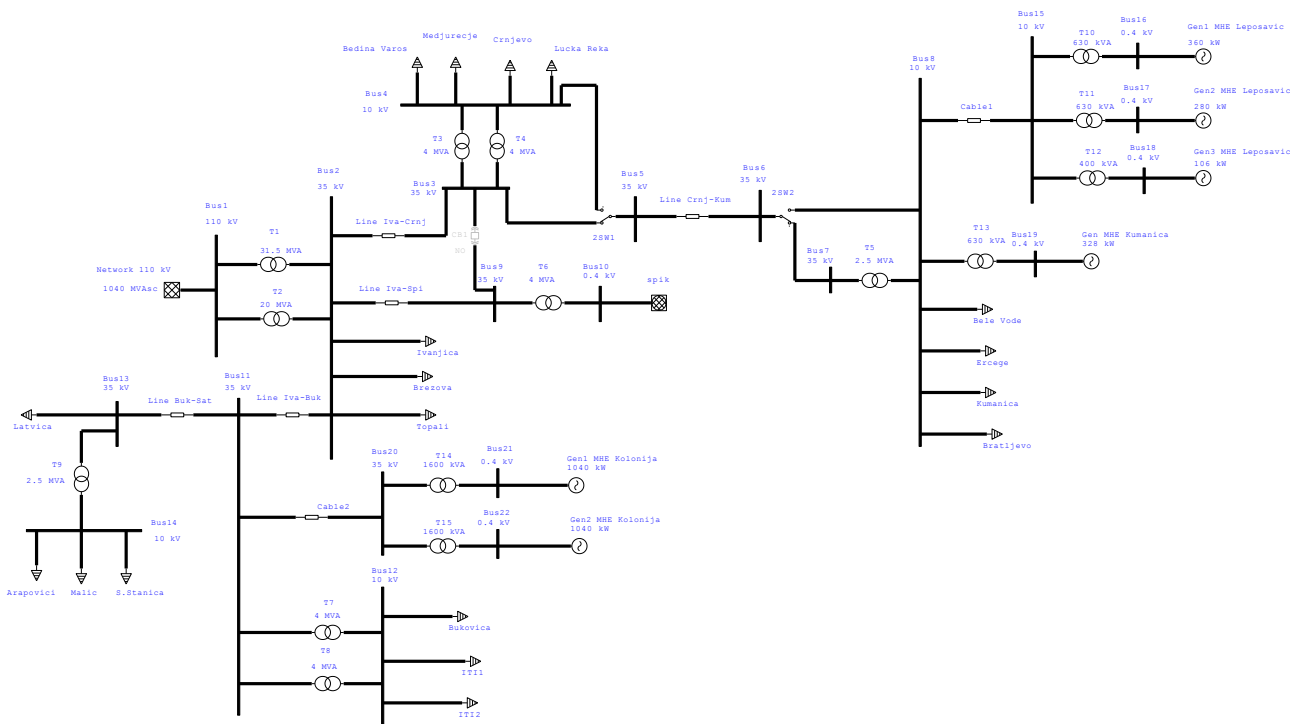 Bus15
10 kV
Bus16
0.4 kV
Gen1 MHE Leposavic
360 kW
T10
630 kVA
Medjurecje
Bedina Varos
Crnjevo
Lucka Reka
Bus8
10 kV
Bus4
10 kV
Cable1
T11
630 kVA
Bus17
0.4 kV
Gen2 MHE Leposavic
280 kW
T3
4 MVA
T4
4 MVA
T12
400 kVA
Bus18
0.4 kV
Gen3 MHE Leposavic
106 kW
Bus2
35 kV
Bus3
35 kV
Bus5
35 kV
Line Crnj-Kum
Bus6
35 kV
2SW2
Bus1
110 kV
T1
31.5 MVA
Line Iva-Crnj
CB1
NO
2SW1
Bus7
35 kV
T5
2.5 MVA
T13
630 kVA
Bus19
0.4 kV
Gen MHE Kumanica
328 kW
Network 110 kV
1040 MVAsc
T2
20 MVA
Line Iva-Spi
Bus9
35 kV
T6
4 MVA
Bus10
0.4 kV
spik
Bele Vode
Ivanjica
Ercege
Brezova
Kumanica
Bus13
35 kV
Line Buk-Sat
Bus11
35 kV
Line Iva-Buk
Latvica
Topali
Bratljevo
T9
2.5 MVA
Bus20
35 kV
T14
1600 kVA
Bus21
0.4 kV
Gen1 MHE Kolonija
1040 kW
Cable2
Bus14
10 kV
T15
1600 kVA
Bus22
0.4 kV
Gen2 MHE Kolonija
1040 kW
Arapovici
Malic
S.Stanica
Bus12
10 kV
T7
4 MVA
Bukovica
T8
4 MVA
ITI1
ITI2